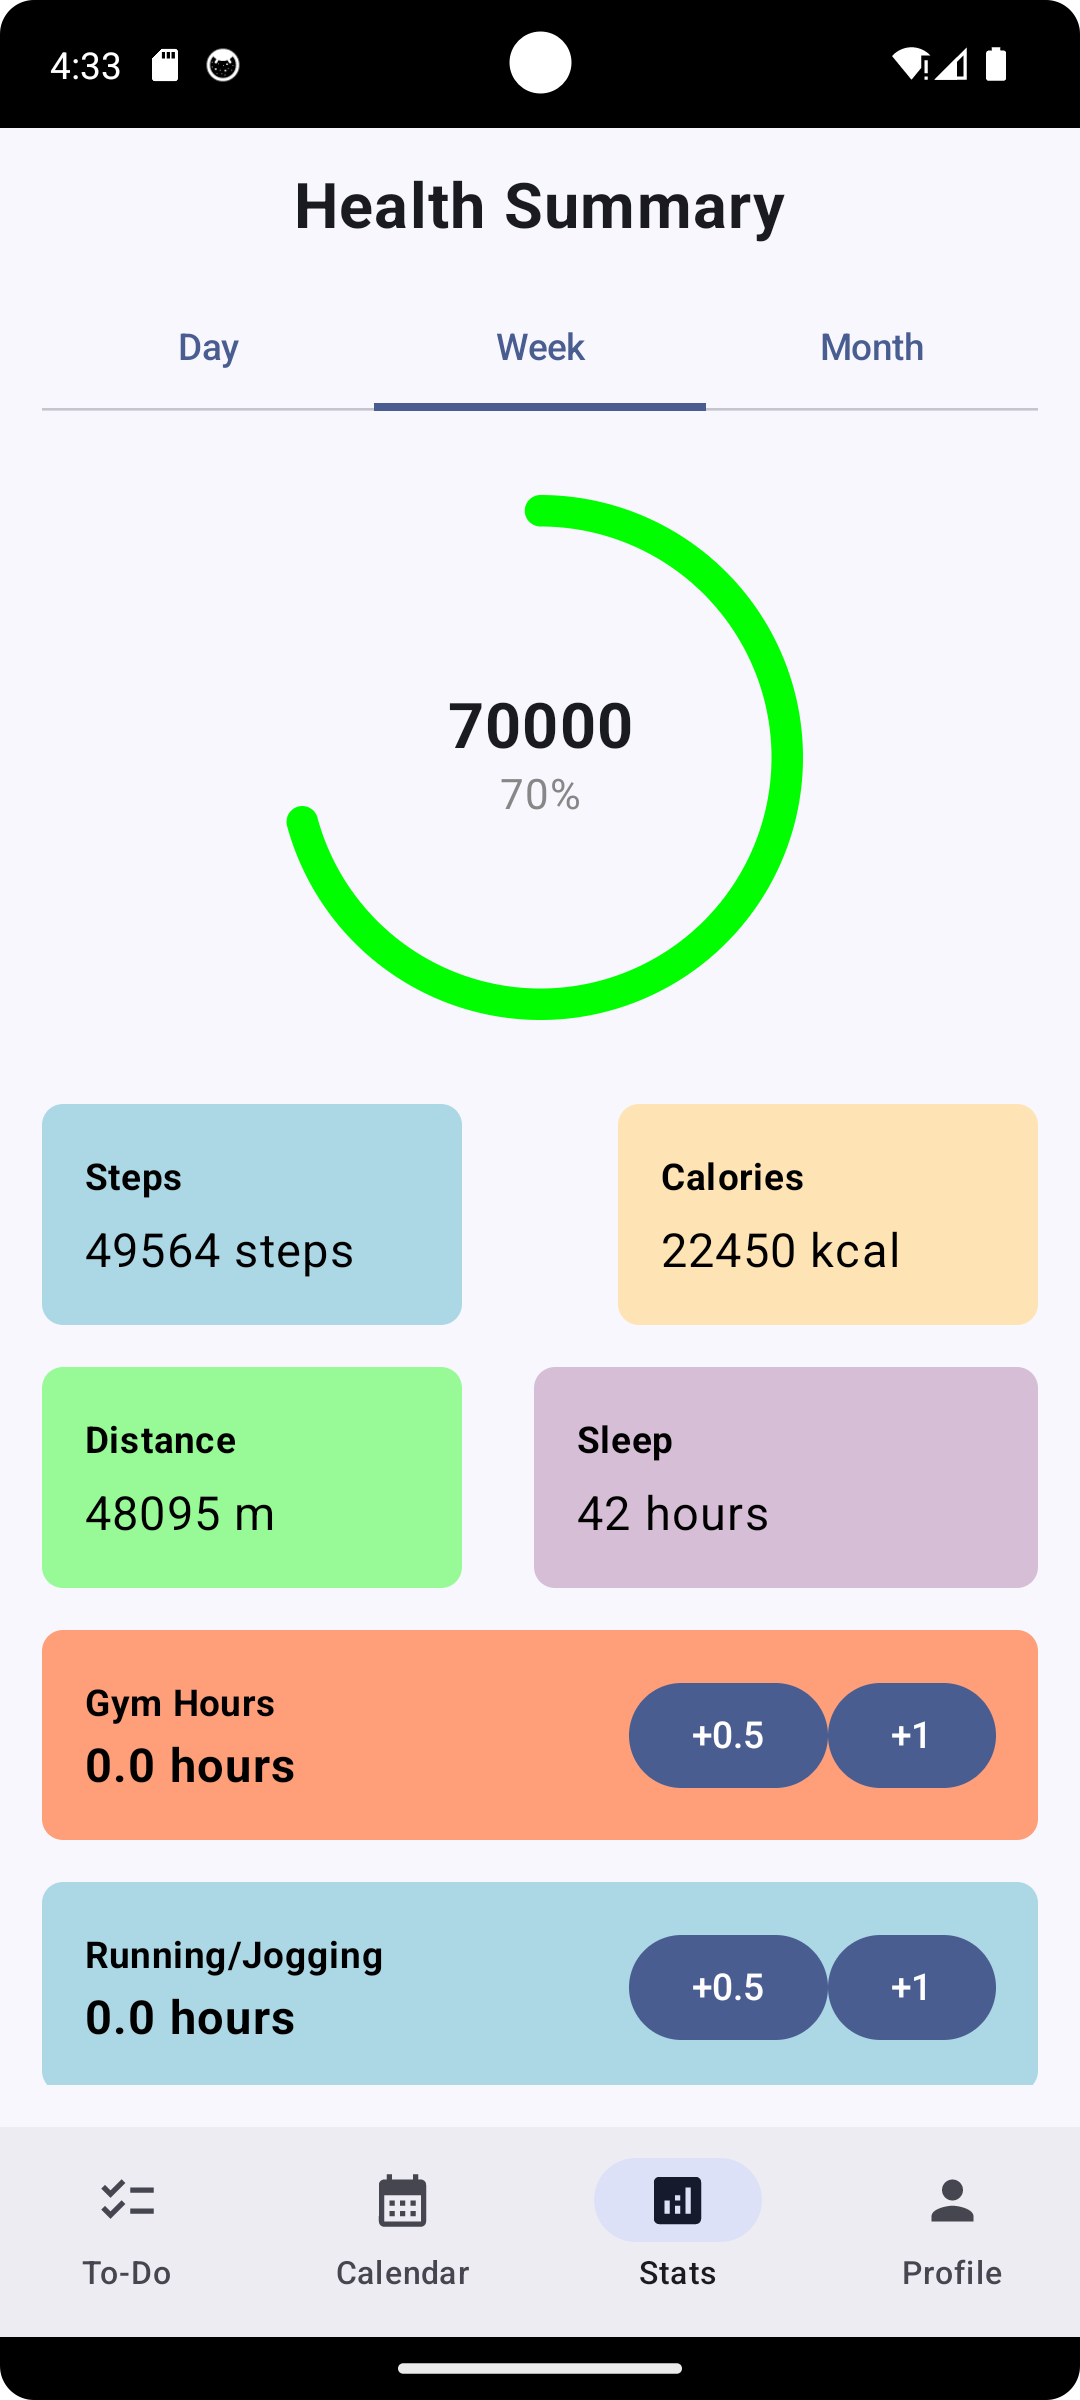 4:33
Health Summary
Day Week Month
70000
70%
Steps
49564 steps
Calories
22450 kcal
Distance
48095 m
Sleep
42 hours
Gym Hours
0.0 hours
+0.5 +1
Running/Jogging
0.0 hours
+0.5 +1
To-Do Calendar Stats Profile